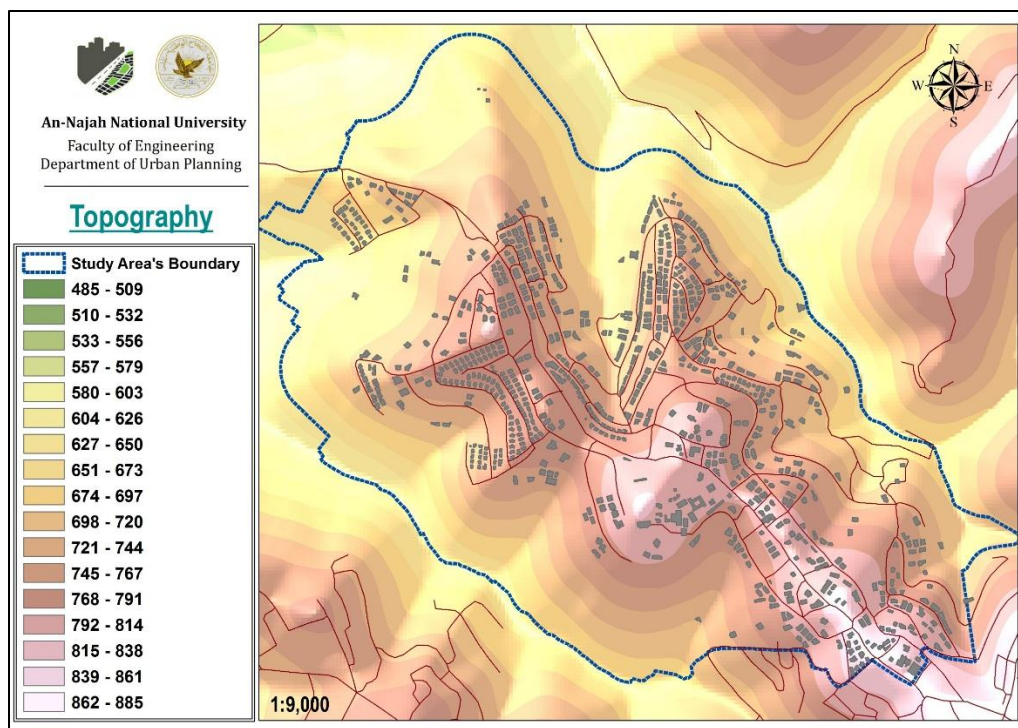 An-Najah National University
Faculty of Engineering
Department of Urban Planning
Topography
Study Area's Boundary
485 - 509
510 - 532
533 - 556
557 - 579
580 - 603
604 - 626
627 - 650
651 - 673
674 - 697
698 - 720
721 - 744
745 - 767
768 - 791
792 - 814
815 - 838
839 - 861
862 - 885
N
W E
S
1:9,000